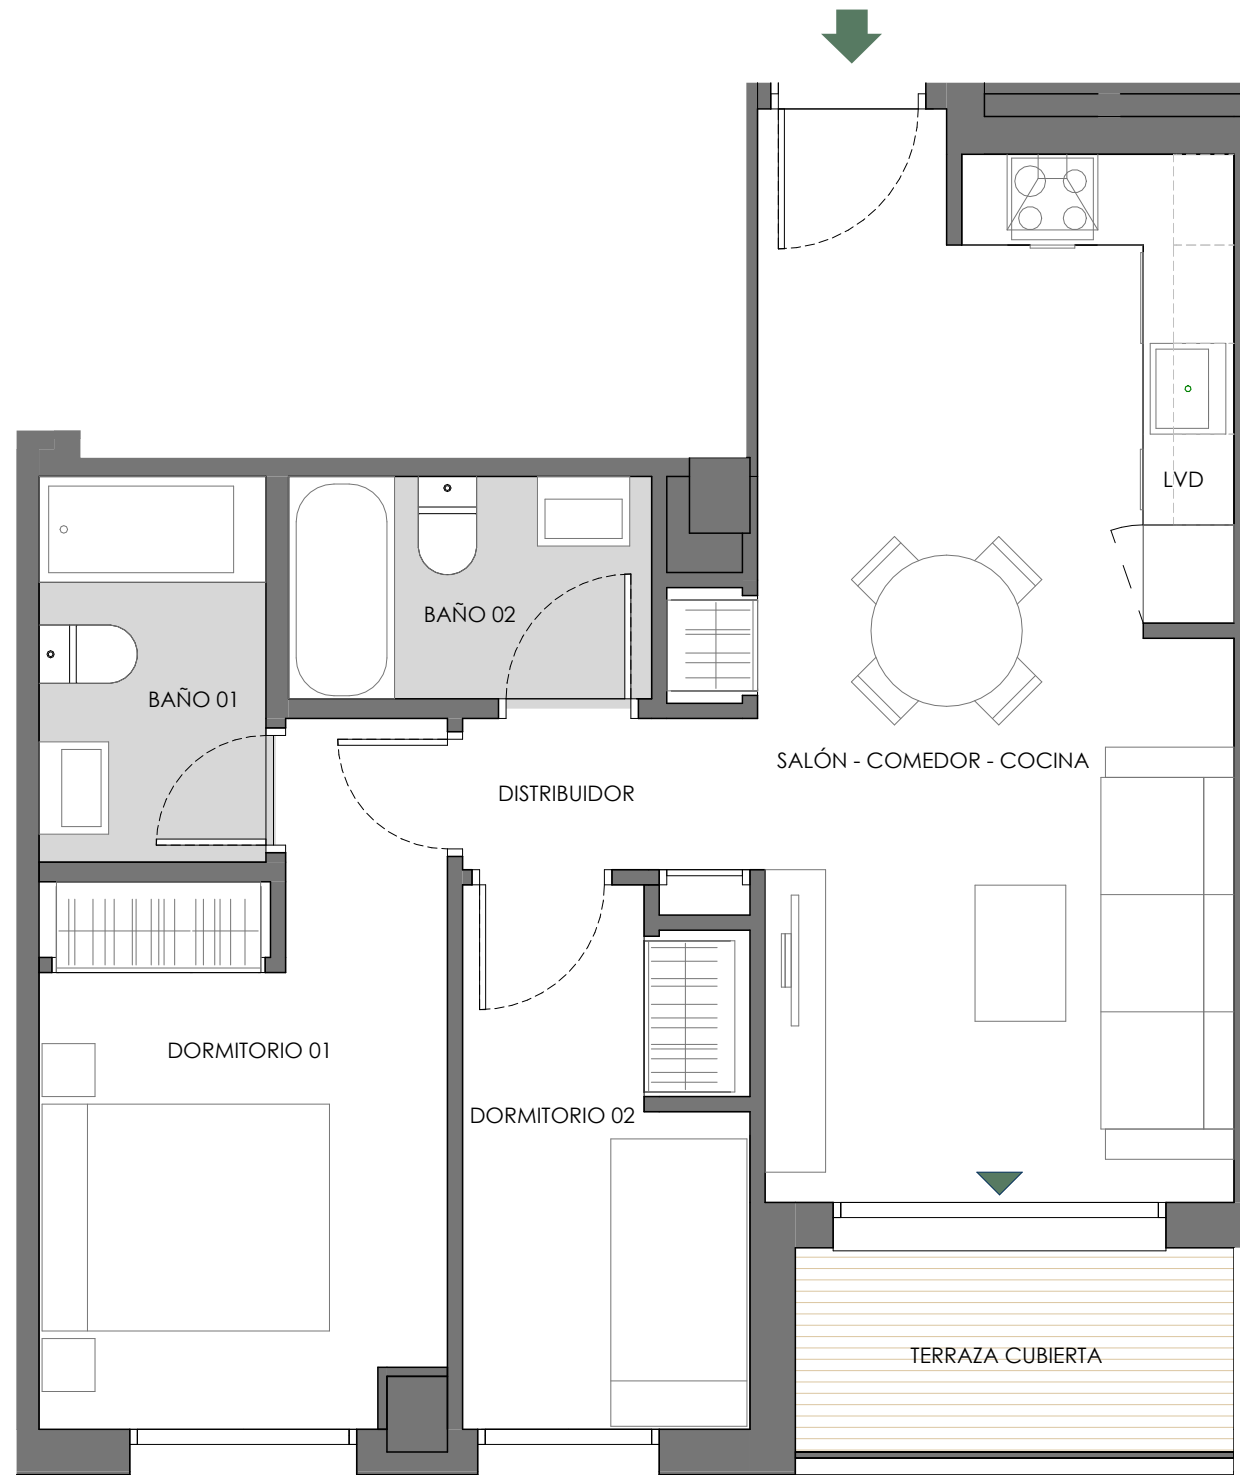 LVD
BAÑO 02
BAÑO 01
SALÓN - COMEDOR - COCINA
DISTRIBUIDOR
DORMITORIO 01
DORMITORIO 02
TERRAZA CUBIERTA